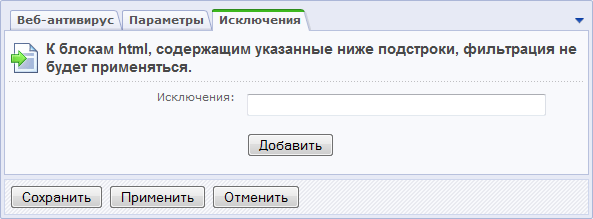 Веб-антивирус Параметры Исключения
К блокам html, содержащим указанные ниже подстроки, фильтрация не
будет применяться.
Исключения:
Добавить
Сохранить Применить Отменить